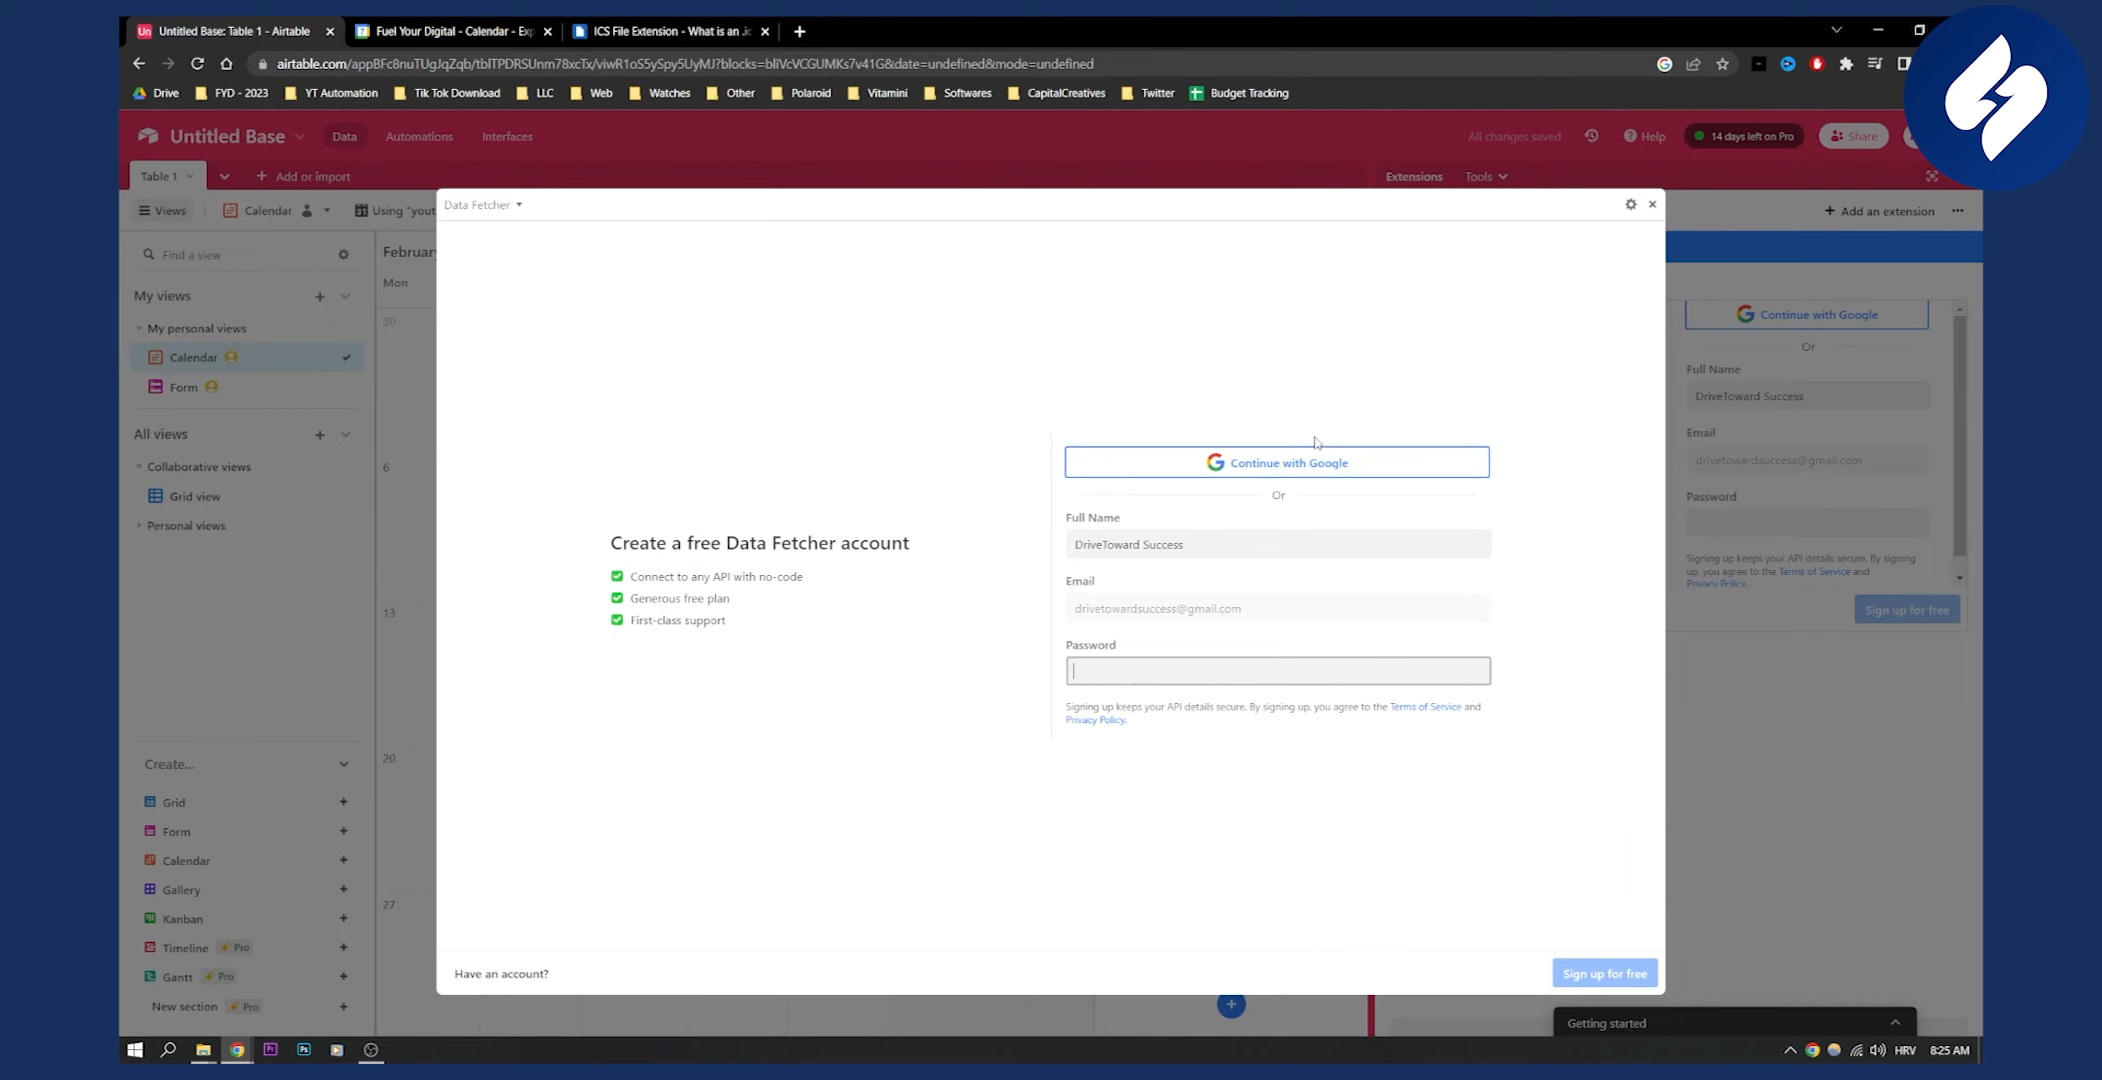 Untitled Base: Table 1 - Airtable
Fuel Your Digital - Calendar - Exp
ICS File Extension - What is an .ic
airtable.com/appBFc8nuTUgJqZqb/tblTPDRSUnm78xcTx/viwR1oS5ySpy5UyMJ?blocks=bliVcVCGUMKs7v41G&date=undefined&mode=undefined
Drive FYD - 2023 YT Automation Tik Tok Download LLC Web Watches Other Polaroid Vitamini Softwares CapitalCreatives Twitter Budget Tracking
Untitled Base Data Automations Interfaces All changes saved Help 14 days left on Pro Share
Table 1 Add or import Extensions Tools
Views Calendar Using "yout + Add an extension
Data Fetcher
Find a view
February
Mon
My views
My personal views
Calendar
Form
All views
Collaborative views
Grid view
Personal views
30
6
13
20
27
Create...
Grid
Form
Calendar
Gallery
Kanban
Timeline Pro
Gantt Pro
New section Pro
Create a free Data Fetcher account
Connect to any API with no-code
Generous free plan
First-class support
Continue with Google
Or
Full Name
DriveToward Success
Email
drivetowardsuccess@gmail.com
Password
Signing up keeps your API details secure. By signing up, you agree to the Terms of Service and
Privacy Policy.
Have an account?
Sign up for free
Continue with Google
Or
Full Name
DriveToward Success
Email
drivetowardsuccess@gmail.com
Password
Signing up keeps your API details secure. By signing
up, you agree to the Terms of Service and
Privacy Policy.
Sign up for free
Getting started
HRV 8:25 AM